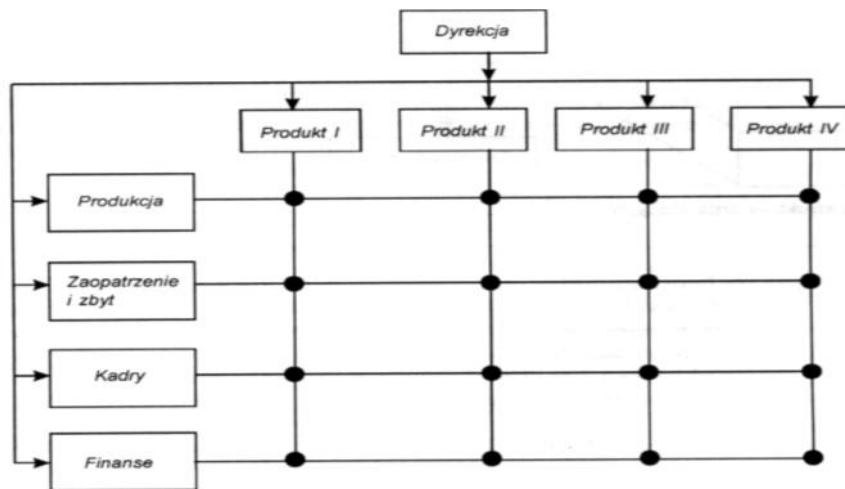 Dyrekcja
Produkt I
Produkt II
Produkt III
Produkt IV
Produkcja
Zaopatrzenie
i zbyt
Kadry
Finanse